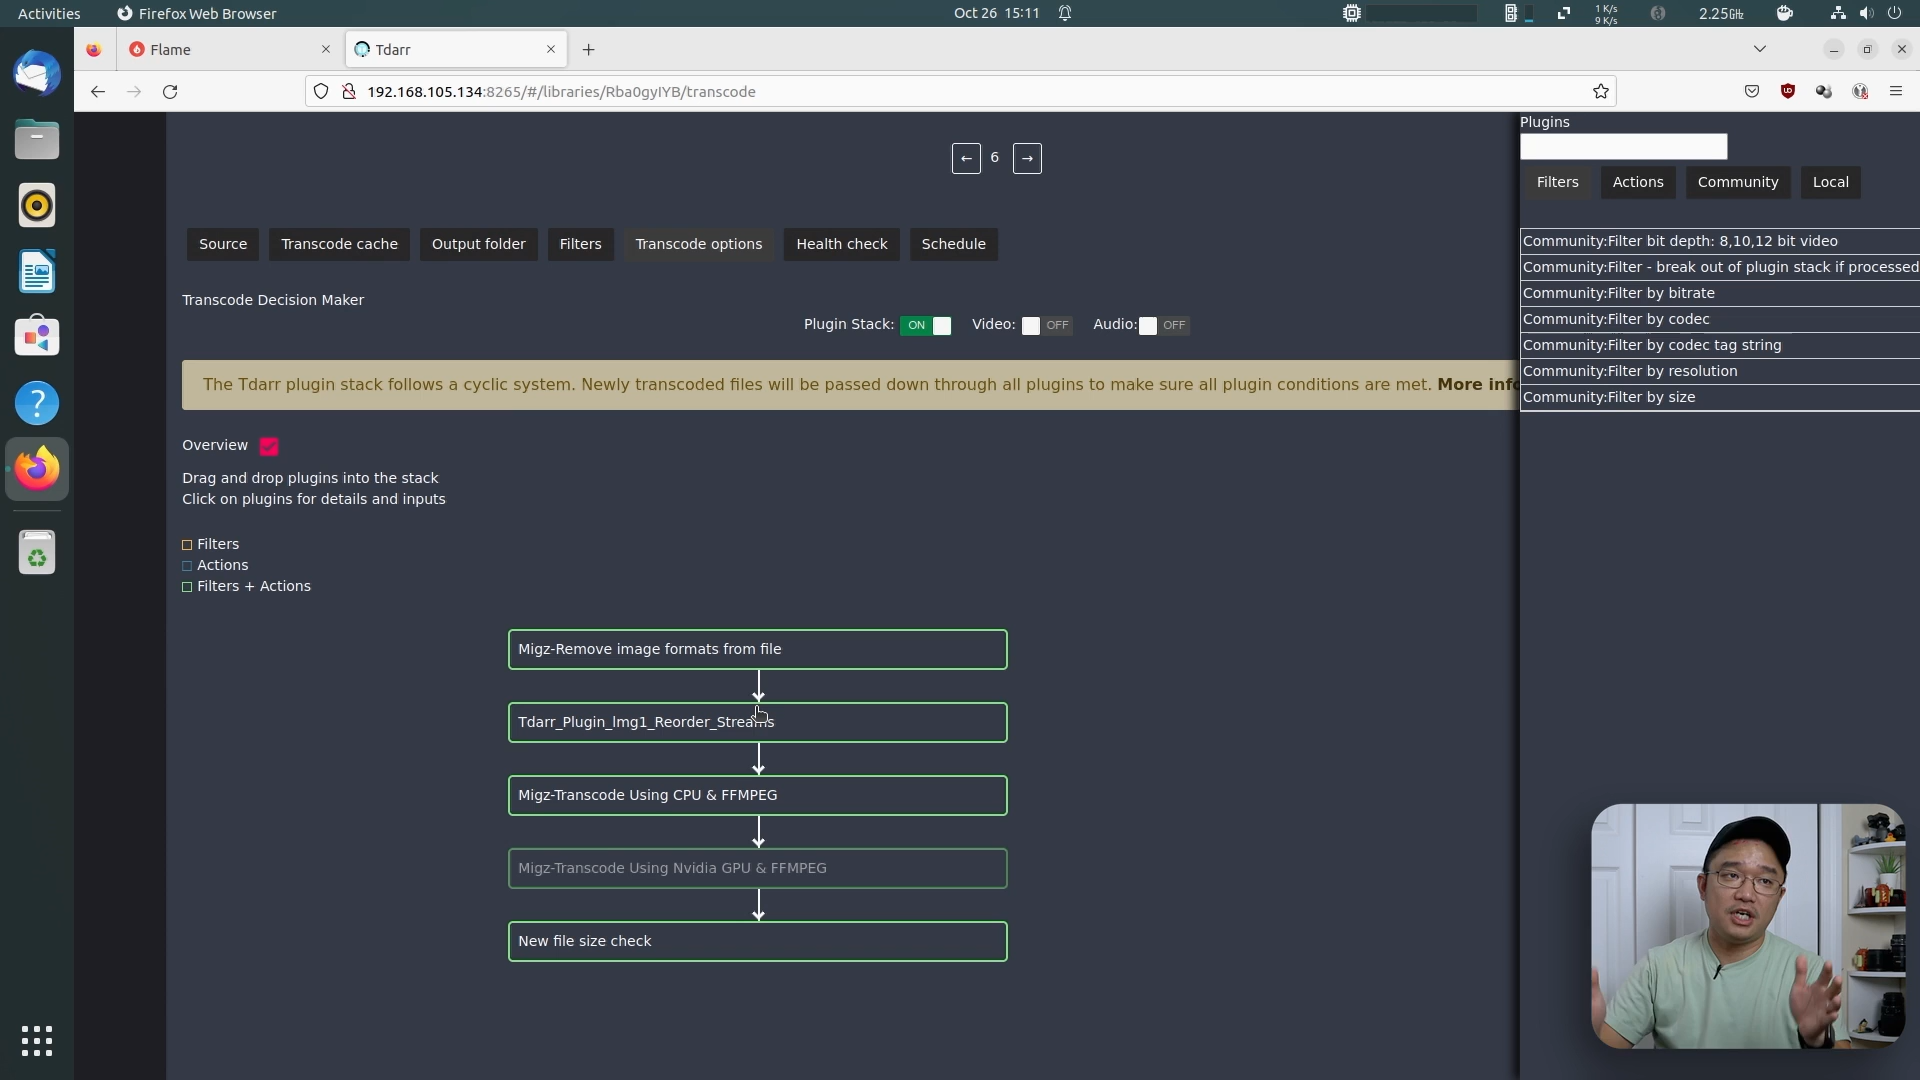 Activities
Firefox Web Browser
Oct 26 15:11
1 K/s
9 K/s
2.25GHz
Flame
Tdarr
192.168.105.134:8265/#/libraries/Rba0gyIYB/transcode
← 6 →
Source
Transcode cache
Output folder
Filters
Transcode options
Health check
Schedule
Transcode Decision Maker
Plugin Stack: ON Video: OFF Audio: OFF
The Tdarr plugin stack follows a cyclic system. Newly transcoded files will be passed down through all plugins to make sure all plugin conditions are met. More info
Overview
Drag and drop plugins into the stack
Click on plugins for details and inputs
Filters
Actions
Filters + Actions
Migz-Remove image formats from file
Tdarr_Plugin_lmg1_Reorder_Streams
Migz-Transcode Using CPU & FFMPEG
Migz-Transcode Using Nvidia GPU & FFMPEG
New file size check
Plugins
Filters
Actions
Community
Local
Community:Filter bit depth: 8,10,12 bit video
Community:Filter - break out of plugin stack if processed
Community:Filter by bitrate
Community:Filter by codec
Community:Filter by codec tag string
Community:Filter by resolution
Community:Filter by size